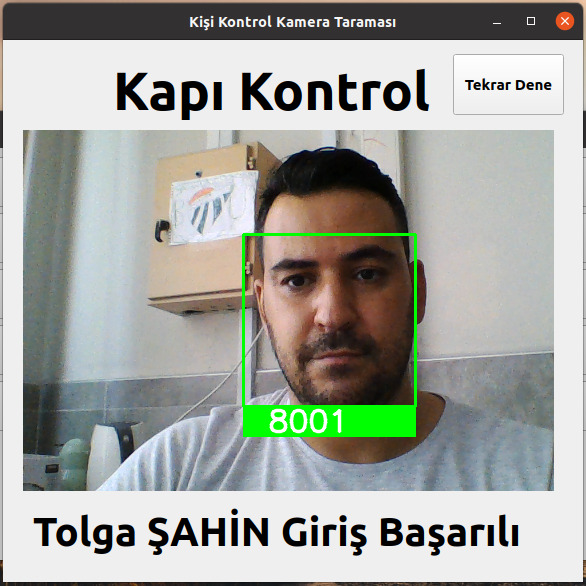 Kişi Kontrol Kamera Taraması
Kapı Kontrol
Tekrar Dene
8001
Tolga ŞAHİN Giriş Başarılı